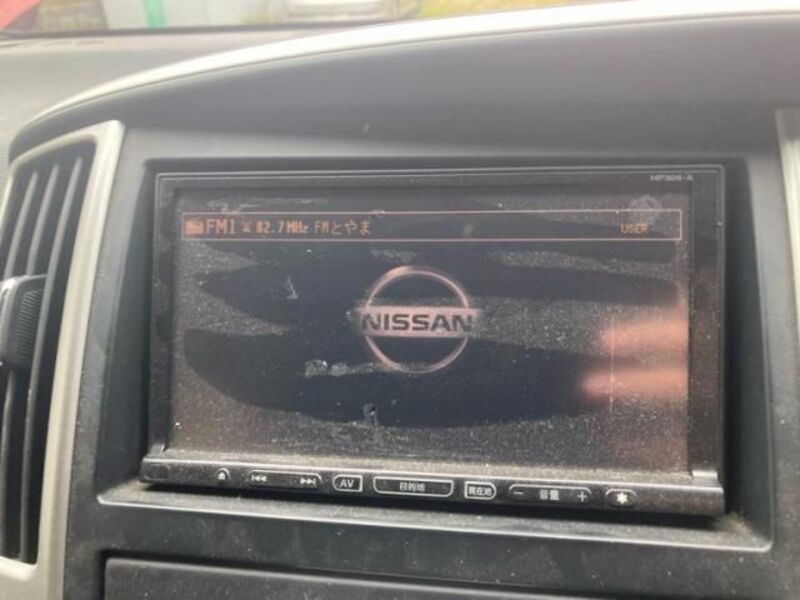 HP308-A
FM1 82.7MHz FMとやま USER
NISSAN
AV 目的地 現在地 − 音量 +